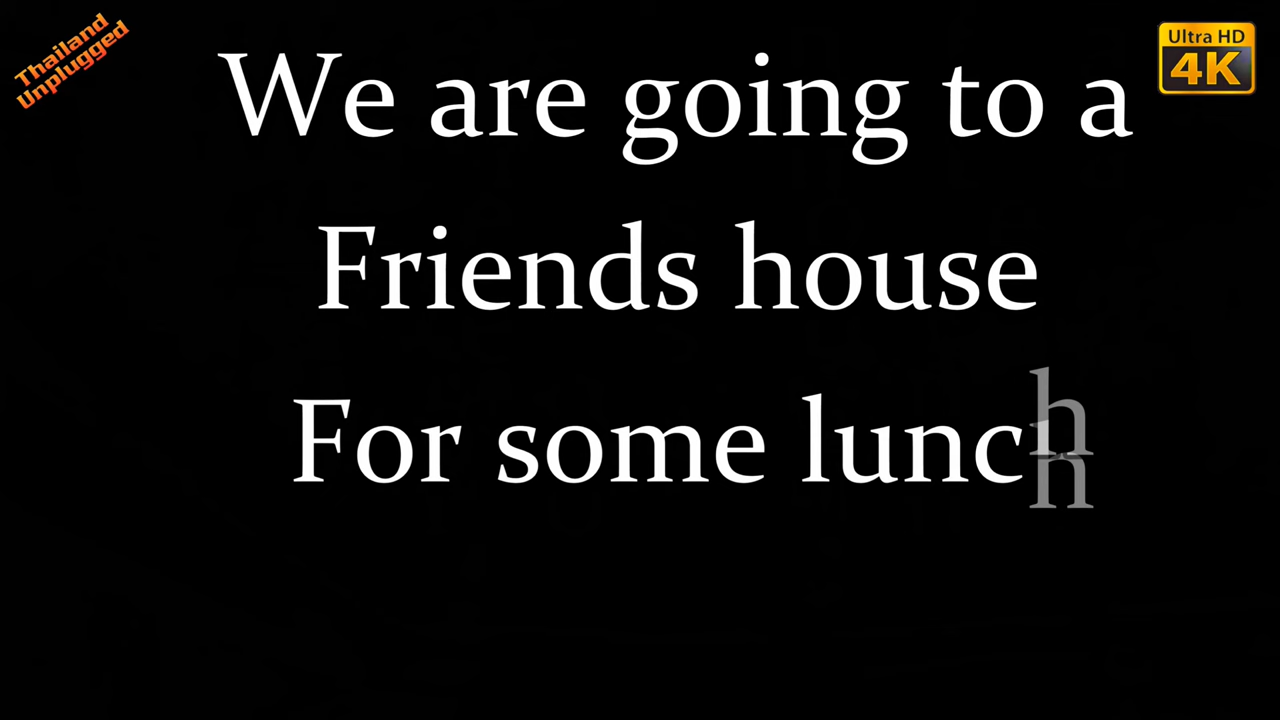 Thailand
Unplugged
Ultra HD
4K
We are going to a
Friends house
For some lunch